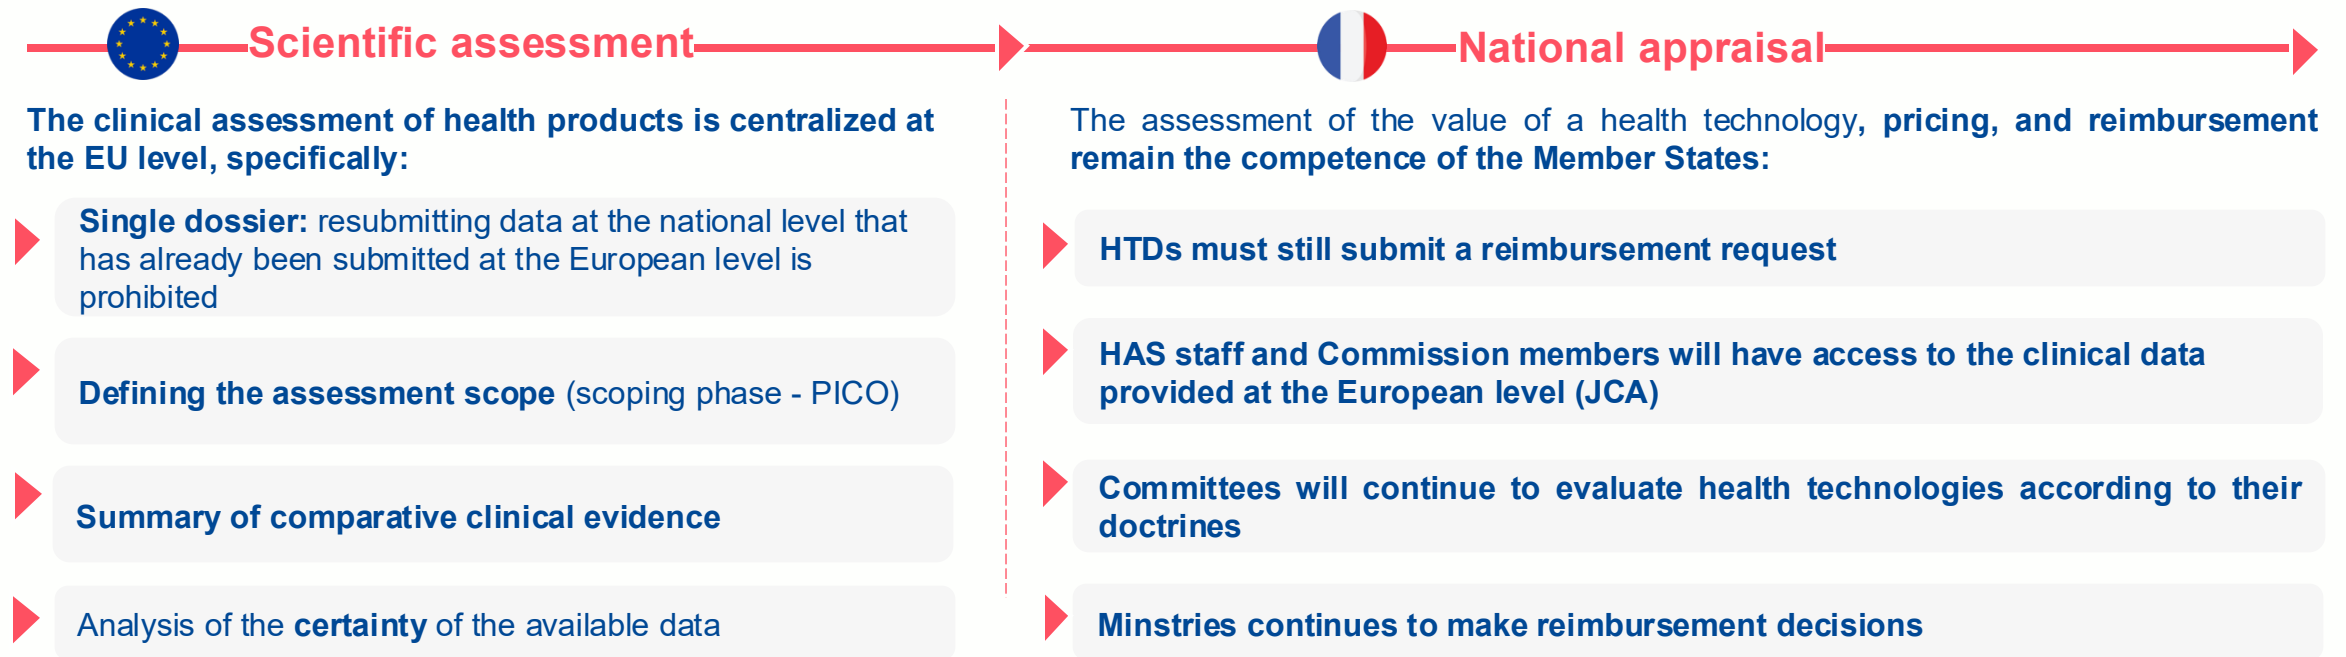 Scientific assessment
The clinical assessment of health products is centralized at
the EU level, specifically:
Single dossier: resubmitting data at the national level that
has already been submitted at the European level is
prohibited
Defining the assessment scope (scoping phase - PICO)
Summary of comparative clinical evidence
Analysis of the certainty of the available data
National appraisal
The assessment of the value of a health technology, pricing, and reimbursement
remain the competence of the Member States:
HTDs must still submit a reimbursement request
HAS staff and Commission members will have access to the clinical data
provided at the European level (JCA)
Committees will continue to evaluate health technologies according to their
doctrines
Minstries continues to make reimbursement decisions